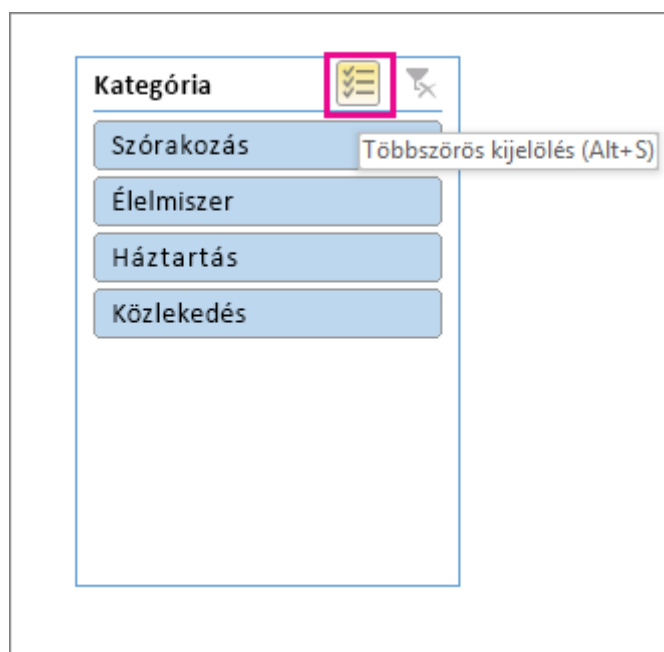 Kategória
Szórakozás
Többszörös kijelölés (Alt+S)
Élelmiszer
Háztartás
Közlekedés